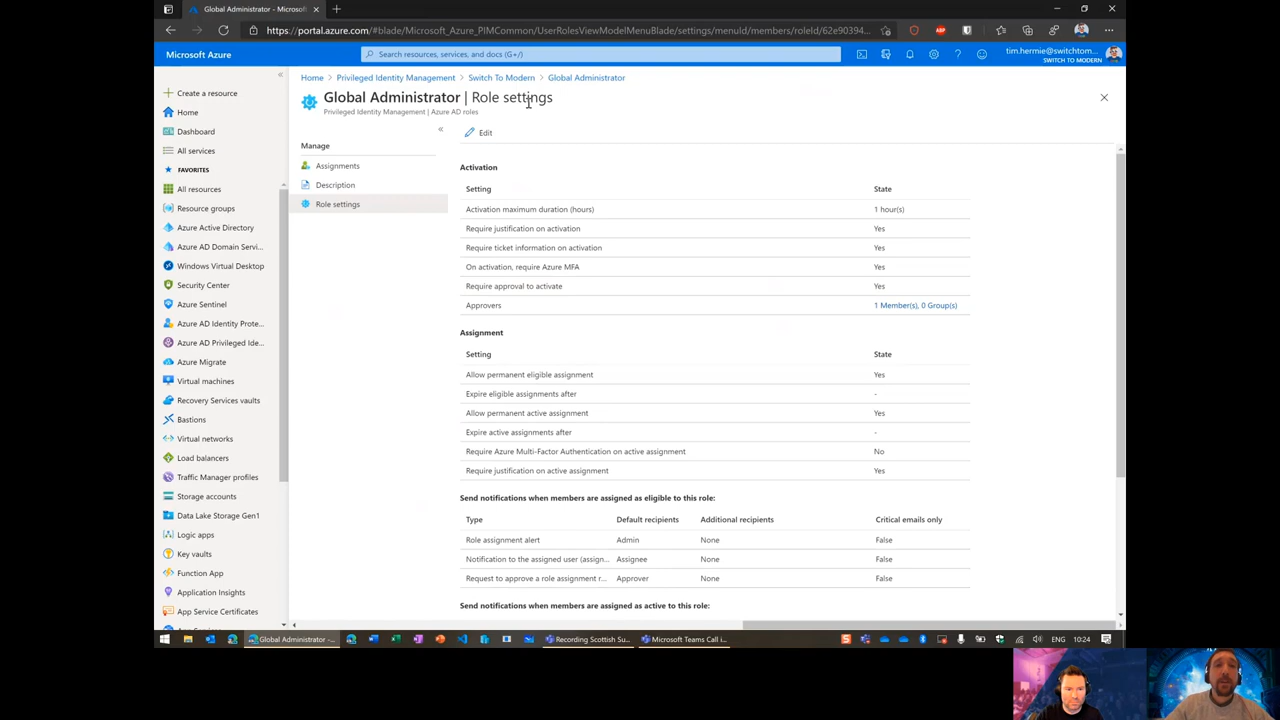 Global Administrator
https://portal.azure.com/#blade/Microsoft_Azure_PIMCommon/UserRolesViewModelMenuBlade/settings/menuId/members/roleId/62e90394...
Microsoft Azure
Search resources, services, and docs (G+/)
tim.hermie@switchtom...
SWITCH TO MODERN
Home > Privileged Identity Management > Switch To Modern > Global Administrator
Global Administrator | Role settings
Privileged Identity Management | Azure AD roles
Create a resource
Home
Dashboard
All services
FAVORITES
All resources
Resource groups
Azure Active Directory
Azure AD Domain Servi...
Windows Virtual Desktop
Security Center
Azure Sentinel
Azure AD Identity Prote...
Azure AD Privileged Ide...
Azure Migrate
Virtual machines
Recovery Services vaults
Bastions
Virtual networks
Load balancers
Traffic Manager profiles
Storage accounts
Data Lake Storage Gen1
Logic apps
Key vaults
Function App
Application Insights
App Service Certificates
Manage
Assignments
Description
Role settings
Edit
Activation
Setting State
Activation maximum duration (hours) 1 hour(s)
Require justification on activation Yes
Require ticket information on activation Yes
On activation, require Azure MFA Yes
Require approval to activate Yes
Approvers 1 Member(s), 0 Group(s)
Assignment
Setting State
Allow permanent eligible assignment Yes
Expire eligible assignments after -
Allow permanent active assignment Yes
Expire active assignments after -
Require Azure Multi-Factor Authentication on active assignment No
Require justification on active assignment Yes
Send notifications when members are assigned as eligible to this role:
Type Default recipients Additional recipients Critical emails only
Role assignment alert Admin None False
Notification to the assigned user (assign... Assignee None False
Request to approve a role assignment r... Approver None False
Send notifications when members are assigned as active to this role:
Global Administrator -...
Recording Scottish Su...
Microsoft Teams Call i...
ENG 10:24